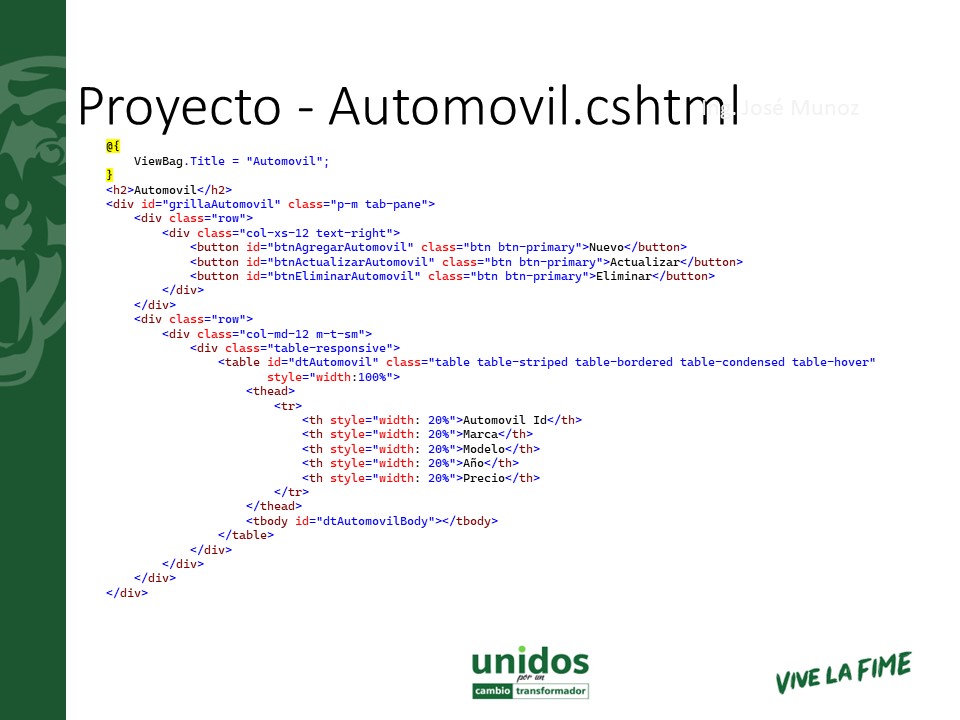 Proyecto - Automovil.cshtml
Ing. José Munoz
@{
    ViewBag.Title = "Automovil";
}
<h2>Automovil</h2>
<div id="grillaAutomovil" class="p-m tab-pane">
    <div class="row">
        <div class="col-xs-12 text-right">
            <button id="btnAgregarAutomovil" class="btn btn-primary">Nuevo</button>
            <button id="btnActualizarAutomovil" class="btn btn-primary">Actualizar</button>
            <button id="btnEliminarAutomovil" class="btn btn-primary">Eliminar</button>
        </div>
    </div>
    <div class="row">
        <div class="col-md-12 m-t-sm">
            <div class="table-responsive">
                <table id="dtAutomovil" class="table table-striped table-bordered table-condensed table-hover"
                       style="width:100%">
                    <thead>
                        <tr>
                            <th style="width: 20%">Automovil Id</th>
                            <th style="width: 20%">Marca</th>
                            <th style="width: 20%">Modelo</th>
                            <th style="width: 20%">Año</th>
                            <th style="width: 20%">Precio</th>
                        </tr>
                    </thead>
                    <tbody id="dtAutomovilBody"></tbody>
                </table>
            </div>
        </div>
    </div>
</div>
unidos
por un
cambio transformador
VIVE LA FIME